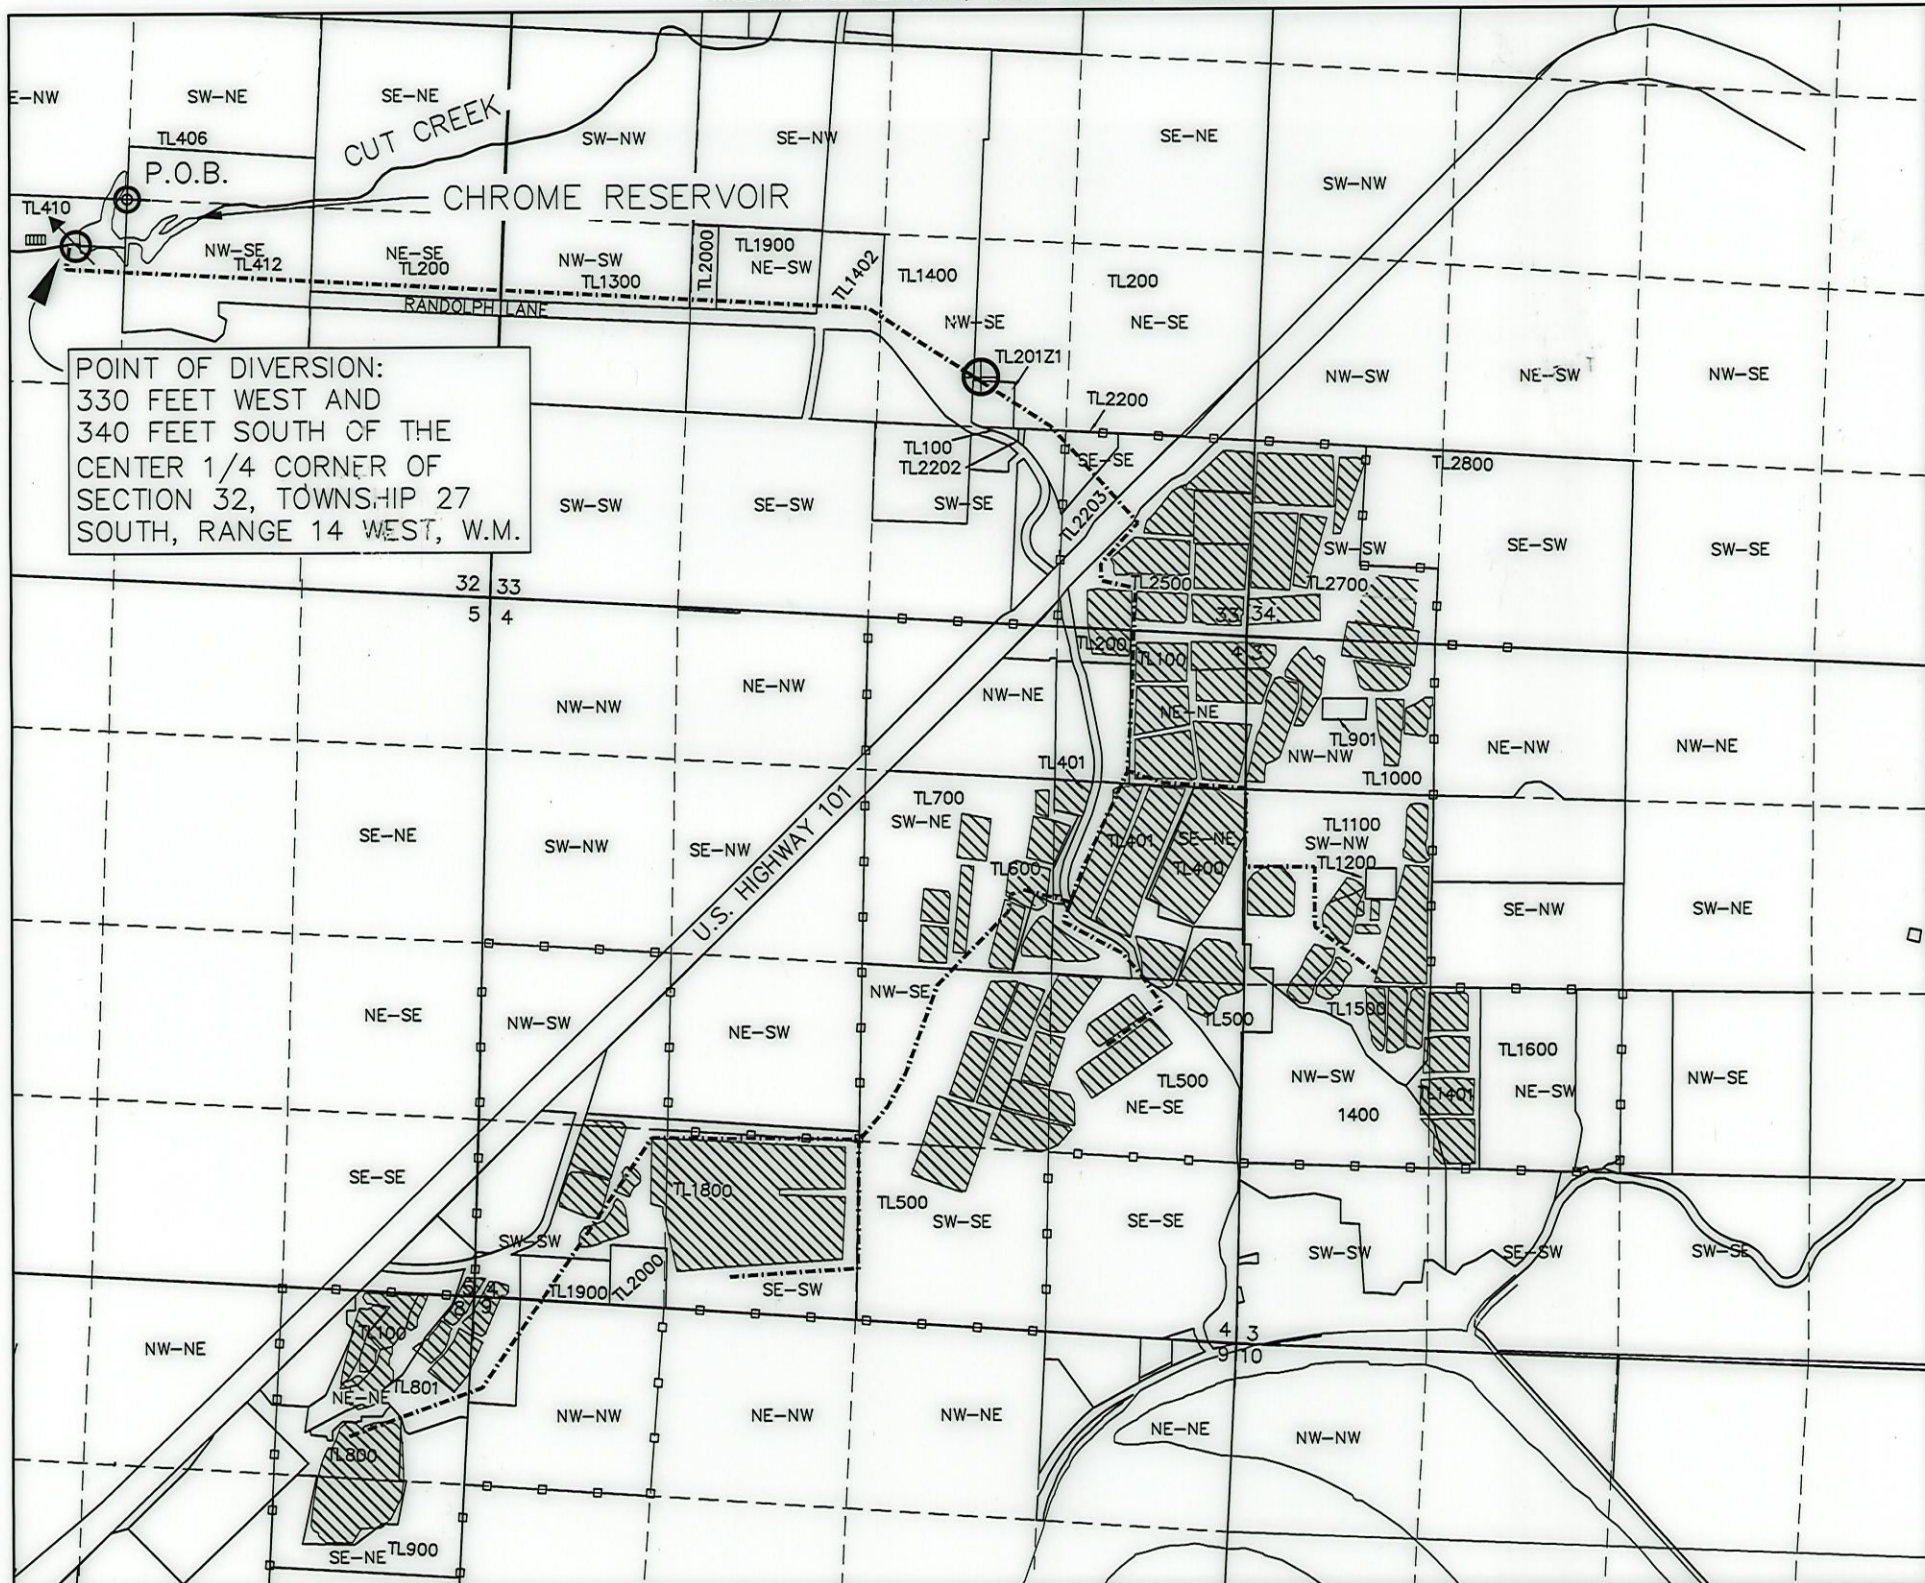 E-NW
SW-NE
SE-NE
CUT CREEK
SW-NW
SE-NW
SE-NE
SW-NW
TL406
P.O.B.
CHROME RESERVOIR
TL410
NW-SE
TL412
NE-SE
TL200
NW-SW
TL1300
TL2000
TL1900
NE-SW
TL1402
TL1400
TL200
RANDOLPH LANE
NW-SE
NE-SE
TL201Z1
NW-SW
NE-SW
NW-SE
POINT OF DIVERSION:
330 FEET WEST AND
340 FEET SOUTH OF THE
CENTER 1/4 CORNER OF
SECTION 32, TOWNSHIP 27
SOUTH, RANGE 14 WEST, W.M.
TL2200
TL100
TL2202
SE-SE
TL2800
SW-SW
SE-SW
SW-SE
TL2203
SW-SW
SE-SW
SW-SE
32 33
5 4
TL2500
TL2700
33 34
4 3
TL200
TL100
NW-NW
NE-NW
NW-NE
NE-NE
TL901
NW-NW
NE-NW
NW-NE
TL401
TL1000
U.S. HIGHWAY 101
SE-NE
SW-NW
SE-NW
TL700
SW-NE
TL600
TL401
SE-NE
TL400
TL1100
SW-NW
TL1200
SE-NW
SW-NE
NE-SE
NW-SW
NE-SW
NW-SE
TL500
TL1500
TL1600
TL500
NE-SE
NW-SW
1400
TL1401
NE-SW
NW-SE
SE-SE
TL1800
TL500
SW-SE
SE-SE
SW-SW
SW-SW
SE-SW
SW-SE
TL1900
TL2000
SE-SW
5 4
8 9
4 3
9 10
NW-NE
TL100
TL801
NE-NE
NW-NW
NE-NW
NW-NE
NE-NE
NW-NW
TL800
SE-NE
TL900